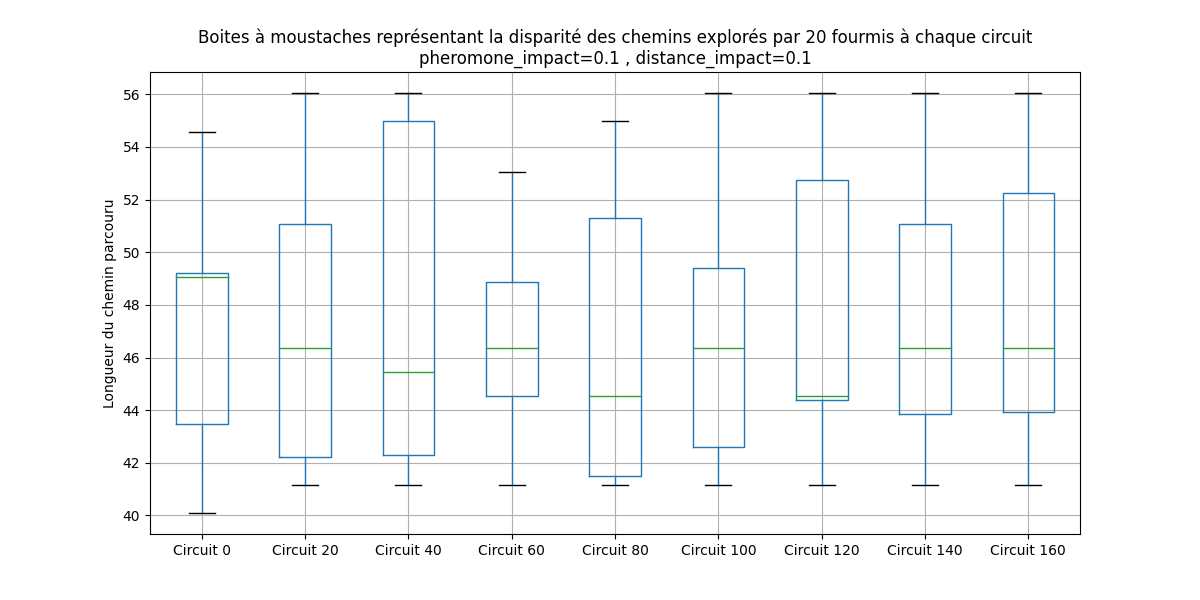 Boites à moustaches représentant la disparité des chemins explorés par 20 fourmis à chaque circuit
pheromone_impact=0.1 , distance_impact=0.1
Longueur du chemin parcouru
56
54
52
50
48
46
44
42
40
Circuit 0
Circuit 20
Circuit 40
Circuit 60
Circuit 80
Circuit 100
Circuit 120
Circuit 140
Circuit 160